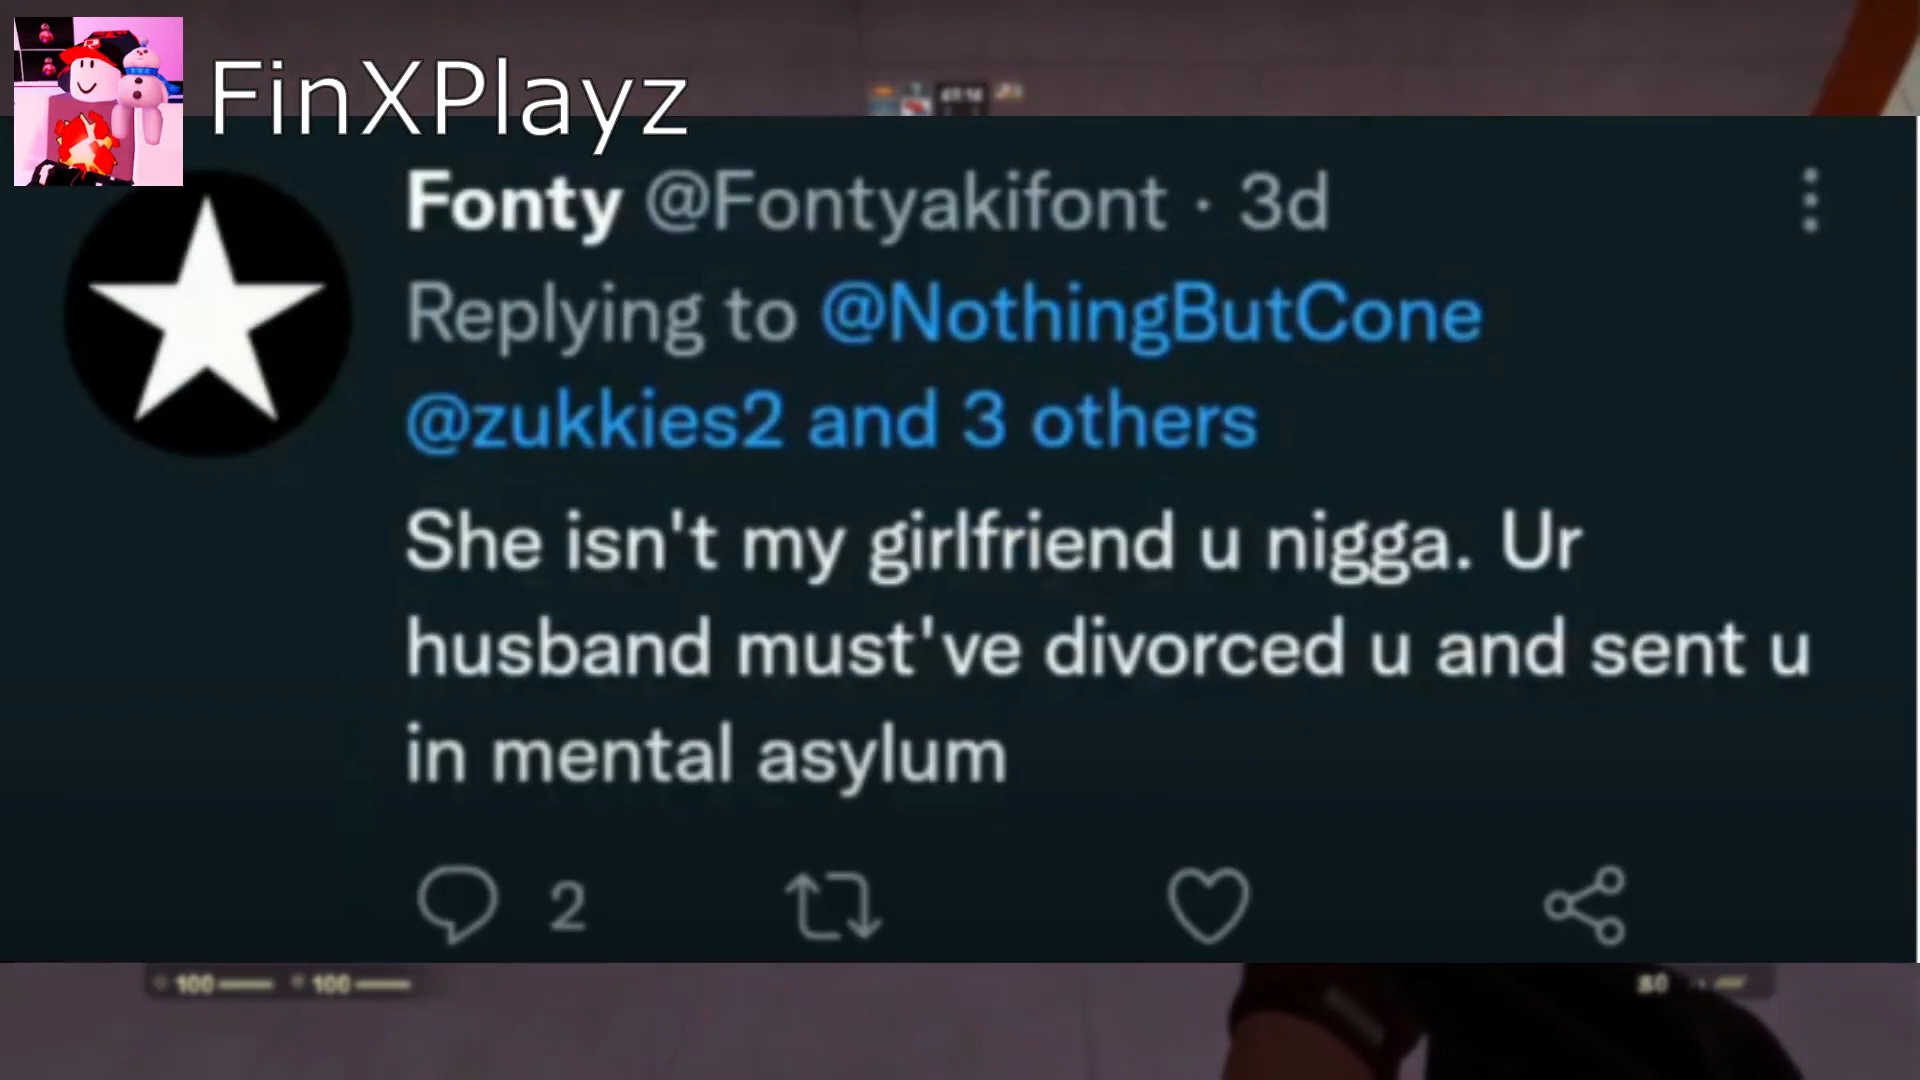 FinXPlayz
Fonty @Fontyakifont · 3d
Replying to @NothingButCone
@zukkies2 and 3 others
She isn't my girlfriend u nigga. Ur
husband must've divorced u and sent u
in mental asylum
2
100 100